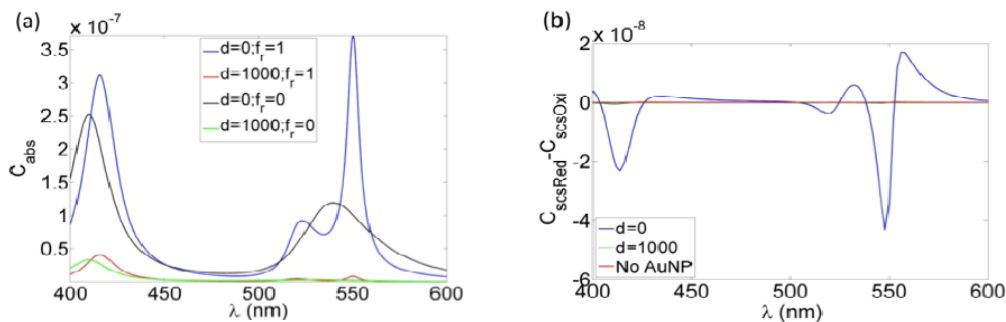 (a)
x 10⁻⁷
3.5
3
2.5
2
1.5
1
0.5
C_abs
400 450 500 550 600
λ (nm)
d=0;f_r=1
d=1000;f_r=1
d=0;f_r=0
d=1000;f_r=0
(b)
x 10⁻⁸
2
0
-2
-4
-6
C_scsRed-C_scsOxi
400 450 500 550 600
λ (nm)
d=0
d=1000
No AuNP